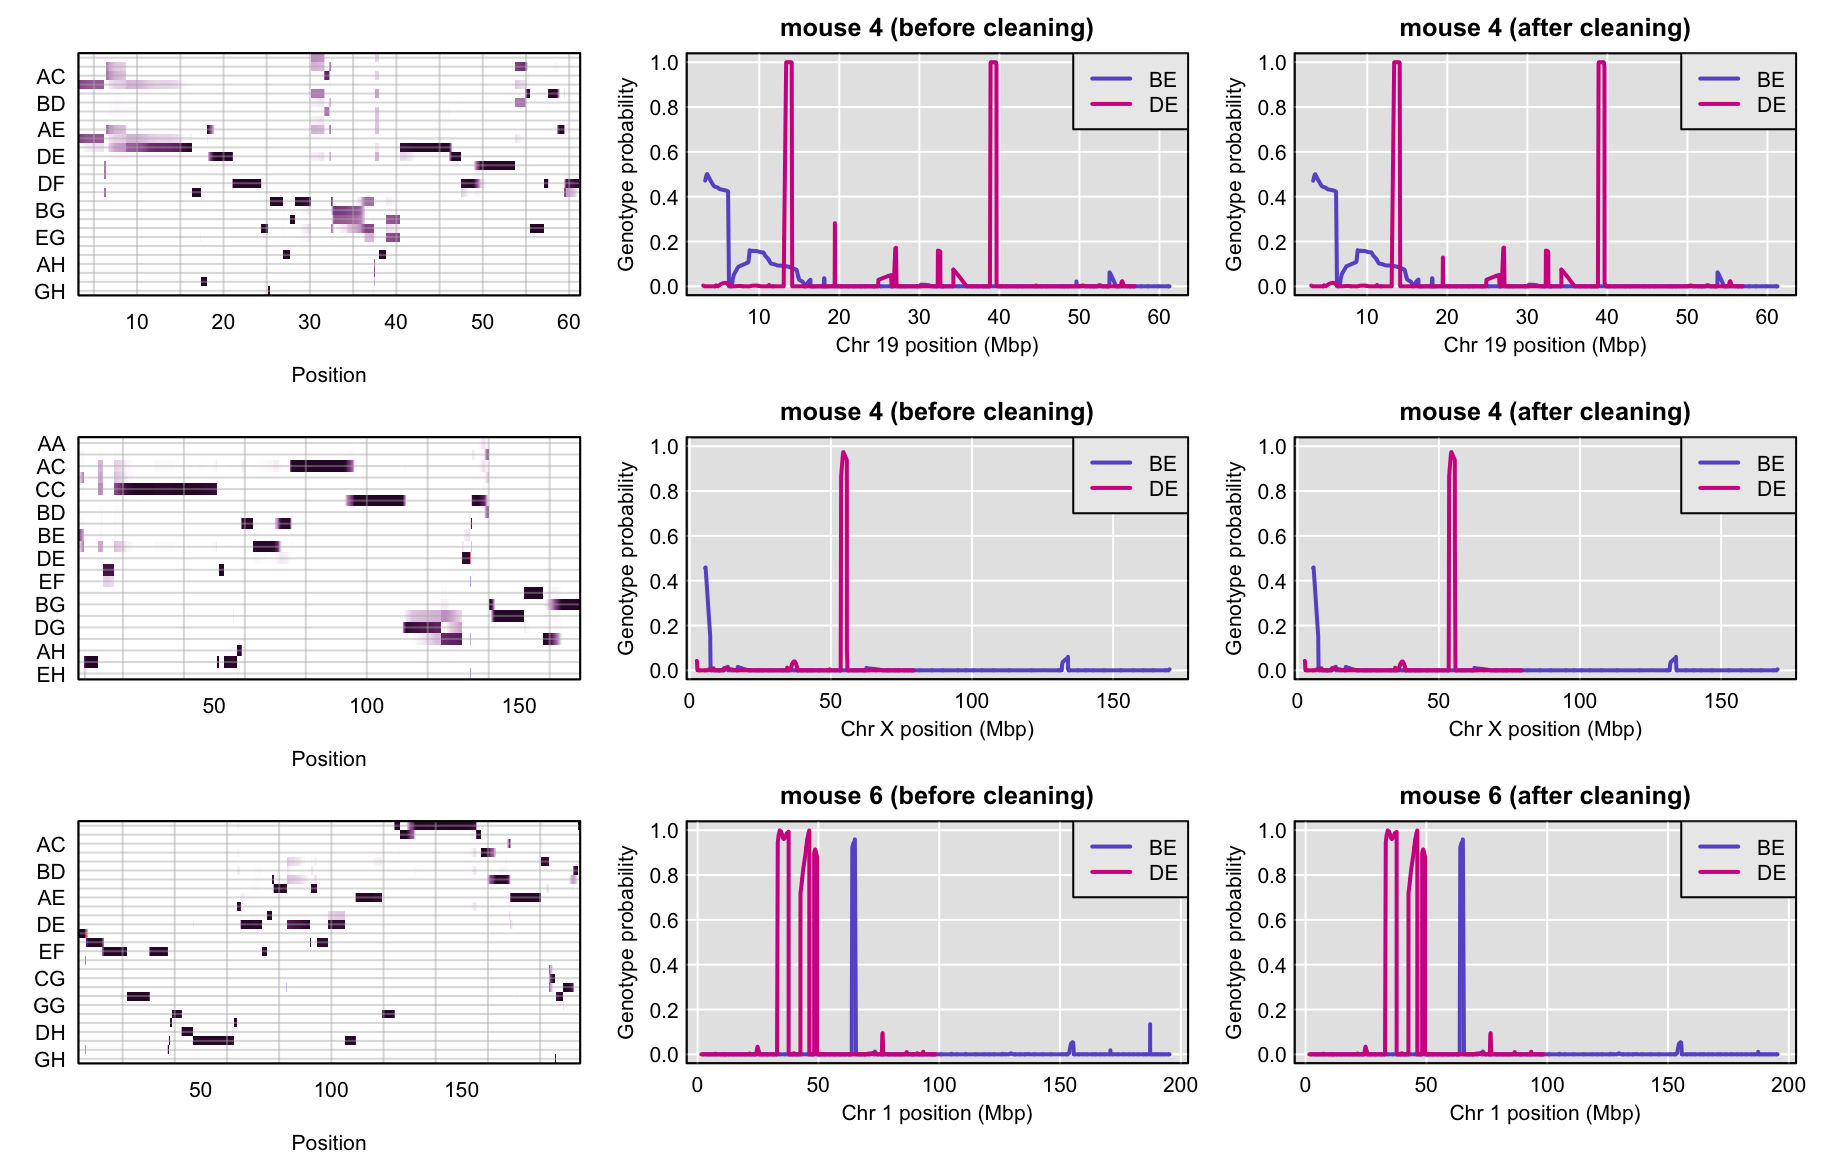 mouse 4 (before cleaning)
mouse 4 (after cleaning)
AC
BD
AE
DE
DF
BG
EG
AH
GH
10 20 30 40 50 60
Position
Genotype probability
1.0
0.8
0.6
0.4
0.2
0.0
BE
DE
10 20 30 40 50 60
Chr 19 position (Mbp)
Genotype probability
1.0
0.8
0.6
0.4
0.2
0.0
BE
DE
10 20 30 40 50 60
Chr 19 position (Mbp)
mouse 4 (before cleaning)
mouse 4 (after cleaning)
AA
AC
CC
BD
BE
DE
EF
BG
DG
AH
EH
50 100 150
Position
Genotype probability
1.0
0.8
0.6
0.4
0.2
0.0
BE
DE
0 50 100 150
Chr X position (Mbp)
Genotype probability
1.0
0.8
0.6
0.4
0.2
0.0
BE
DE
0 50 100 150
Chr X position (Mbp)
mouse 6 (before cleaning)
mouse 6 (after cleaning)
AC
BD
AE
DE
EF
CG
GG
DH
GH
50 100 150
Position
Genotype probability
1.0
0.8
0.6
0.4
0.2
0.0
BE
DE
0 50 100 150 200
Chr 1 position (Mbp)
Genotype probability
1.0
0.8
0.6
0.4
0.2
0.0
BE
DE
0 50 100 150 200
Chr 1 position (Mbp)